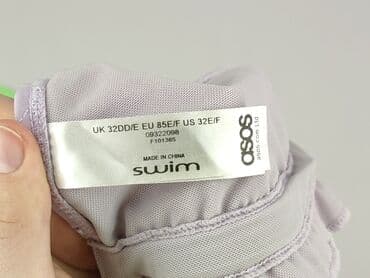 UK 32DD/E EU 85E/F US 32E/F
09322098
F101385
MADE IN CHINA
swim
asos
asos.com Ltd